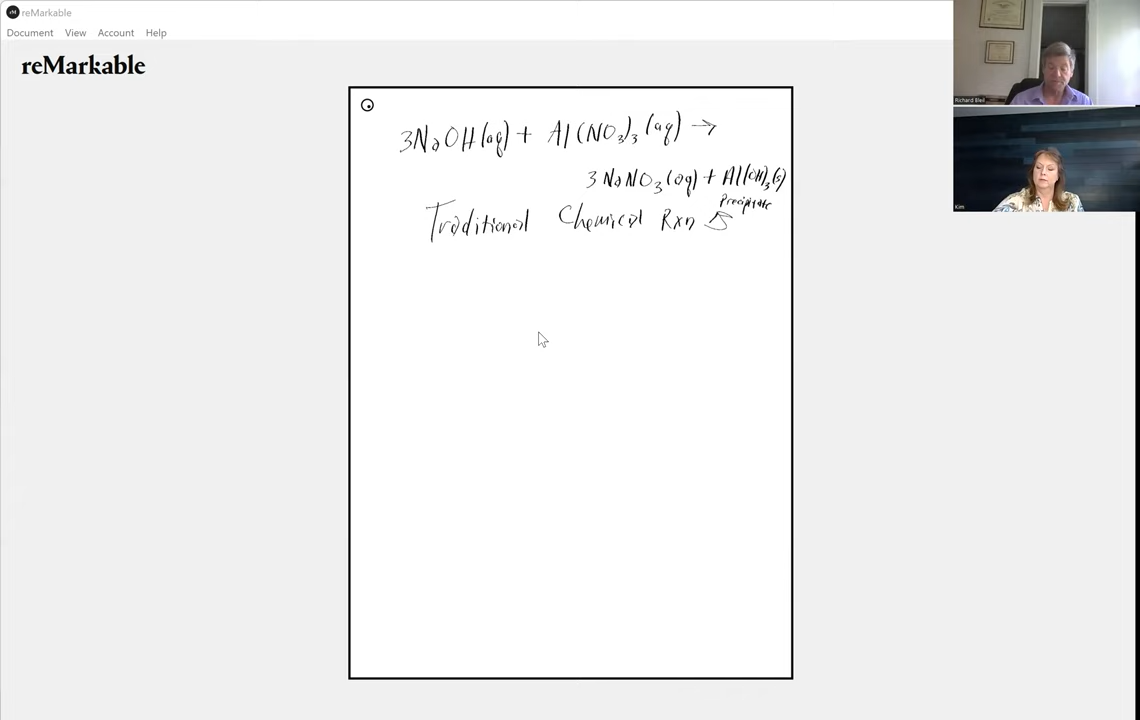 reMarkable
Document View Account Help
reMarkable
3NaOH(aq) + Al(NO3)3(aq) →
3NaNO3(aq) + Al(OH)3(s)
Precipitate
Traditional Chemical Rxn
Richard Bleil
Kim